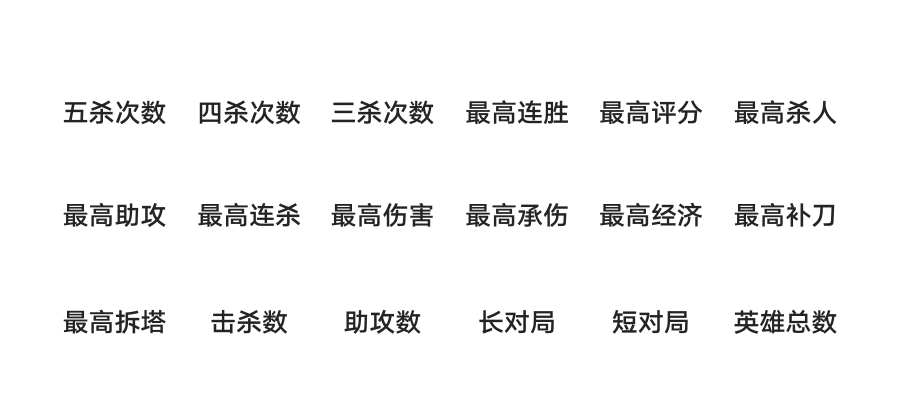 五杀次数 四杀次数 三杀次数 最高连胜 最高评分 最高杀人
最高助攻 最高连杀 最高伤害 最高承伤 最高经济 最高补刀
最高拆塔 击杀数 助攻数 长对局 短对局 英雄总数